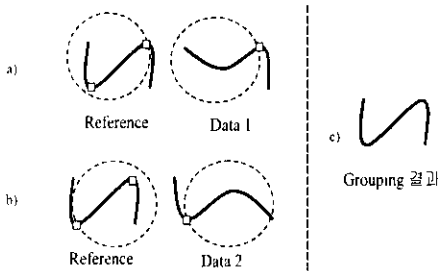 a)
Reference
Data 1
b)
Reference
Data 2
c)
Grouping 결과